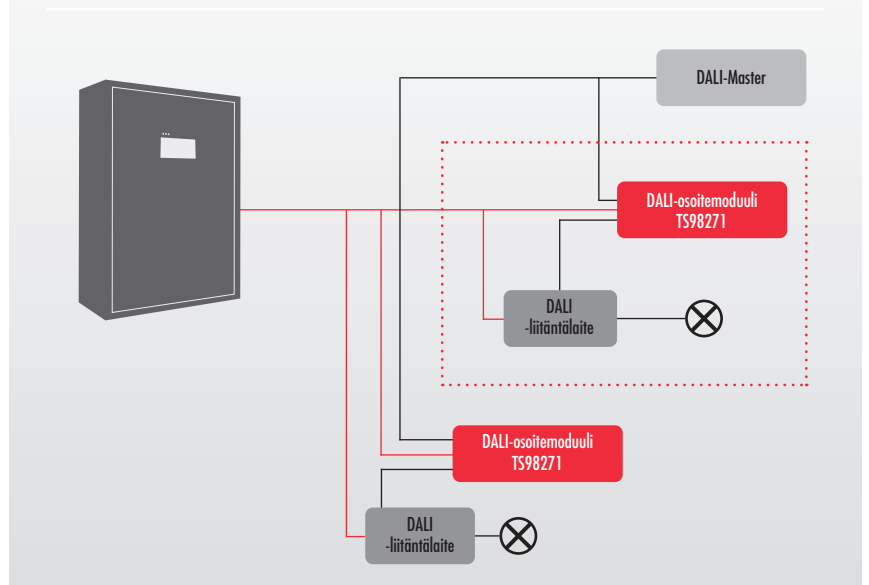 DALI-Master
DALI-osoitemoduuli
TS98271
DALI
-liitäntälaite
DALI-osoitemoduuli
TS98271
DALI
-liitäntälaite